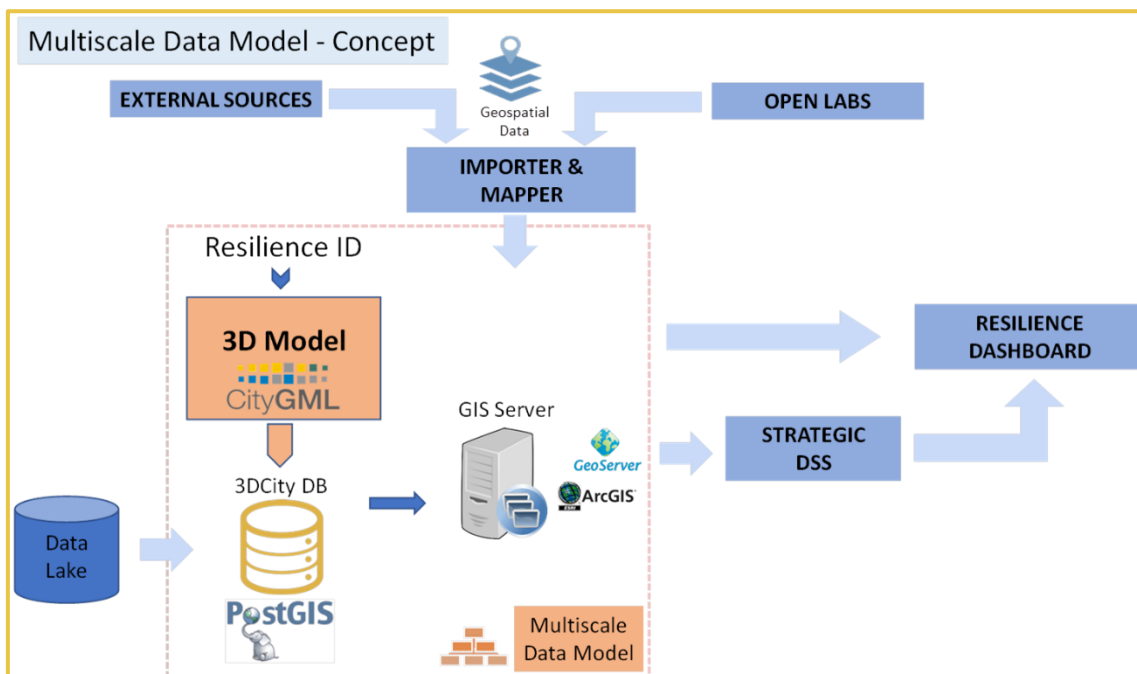 Multiscale Data Model - Concept
EXTERNAL SOURCES
Geospatial
Data
OPEN LABS
IMPORTER &
MAPPER
Resilience ID
3D Model
CityGML
3DCity DB
PostGIS
Data
Lake
GIS Server
GeoServer
ArcGIS
esri
Multiscale
Data Model
STRATEGIC
DSS
RESILIENCE
DASHBOARD